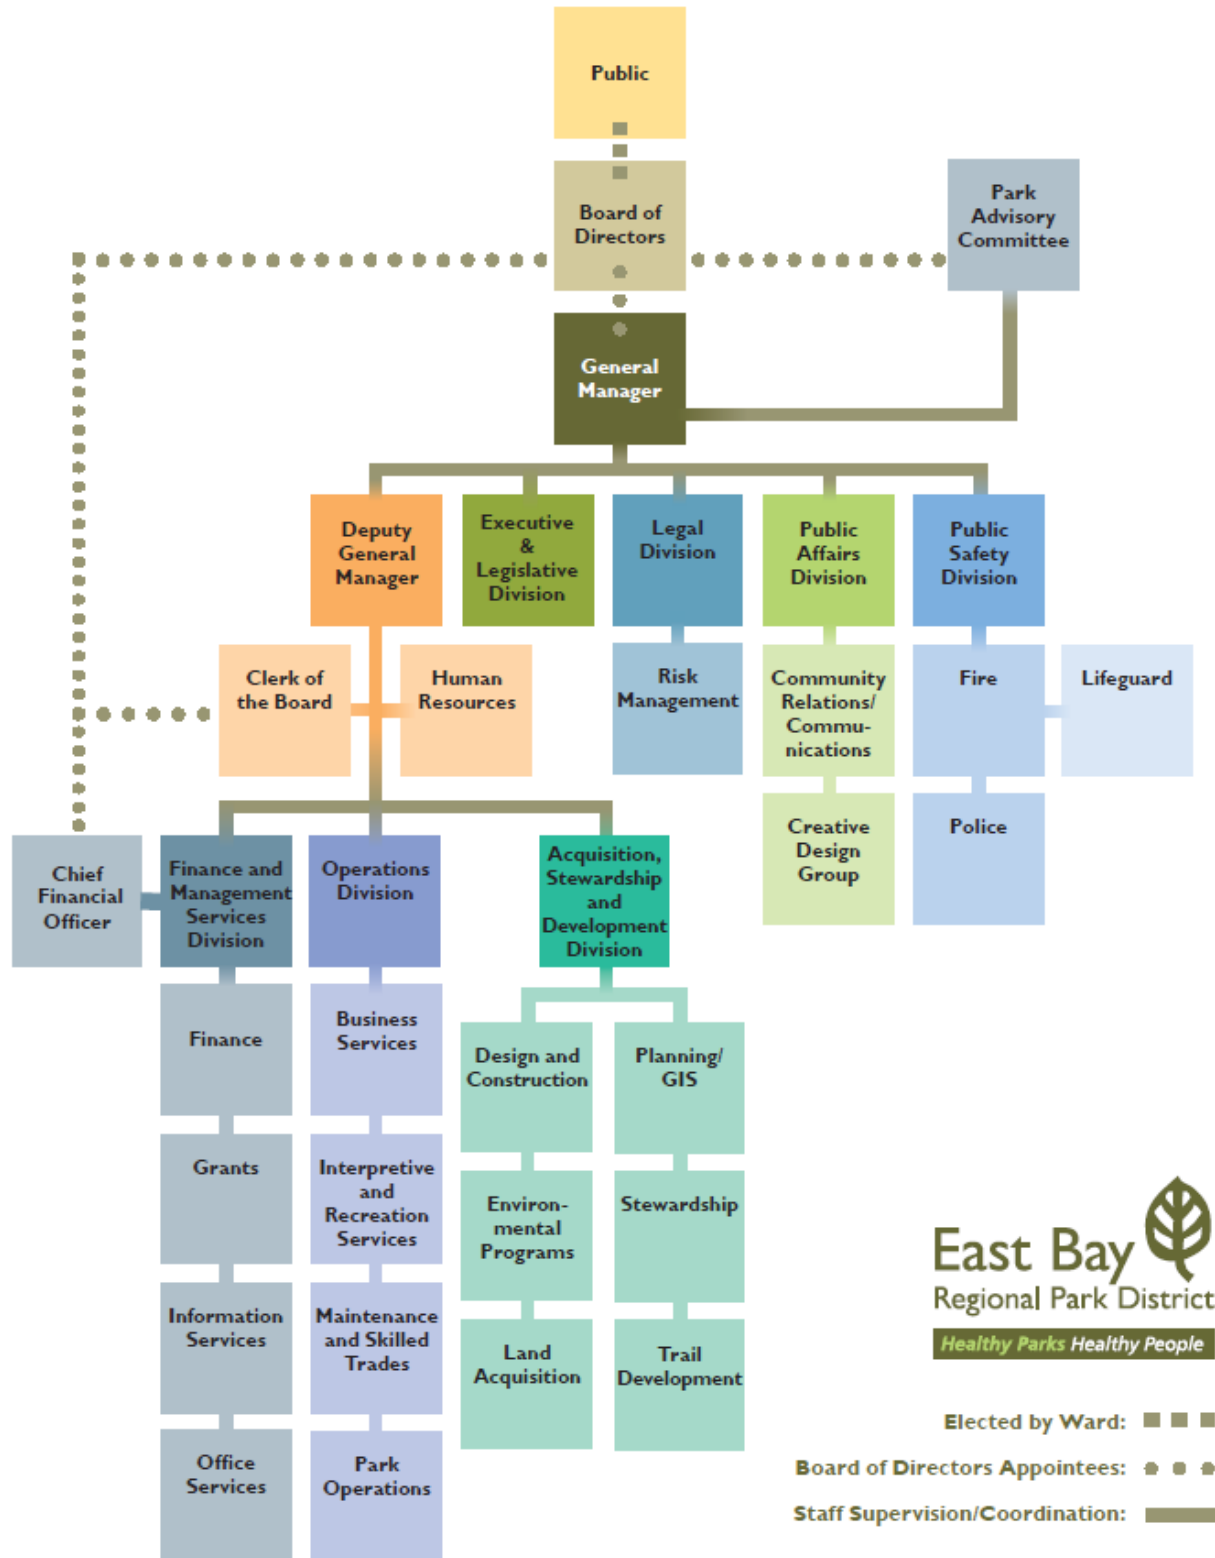 Public
Board of
Directors
Park
Advisory
Committee
General
Manager
Deputy
General
Manager
Executive
&
Legislative
Division
Legal
Division
Public
Affairs
Division
Public
Safety
Division
Clerk of
the Board
Human
Resources
Risk
Management
Community
Relations/
Commu-
nications
Fire
Lifeguard
Creative
Design
Group
Police
Chief
Financial
Officer
Finance and
Management
Services
Division
Operations
Division
Acquisition,
Stewardship
and
Development
Division
Finance
Business
Services
Design and
Construction
Planning/
GIS
Grants
Interpretive
and
Recreation
Services
Environ-
mental
Programs
Stewardship
Information
Services
Maintenance
and Skilled
Trades
Land
Acquisition
Trail
Development
Office
Services
Park
Operations
East Bay
Regional Park District
Healthy Parks Healthy People
Elected by Ward:
Board of Directors Appointees:
Staff Supervision/Coordination: